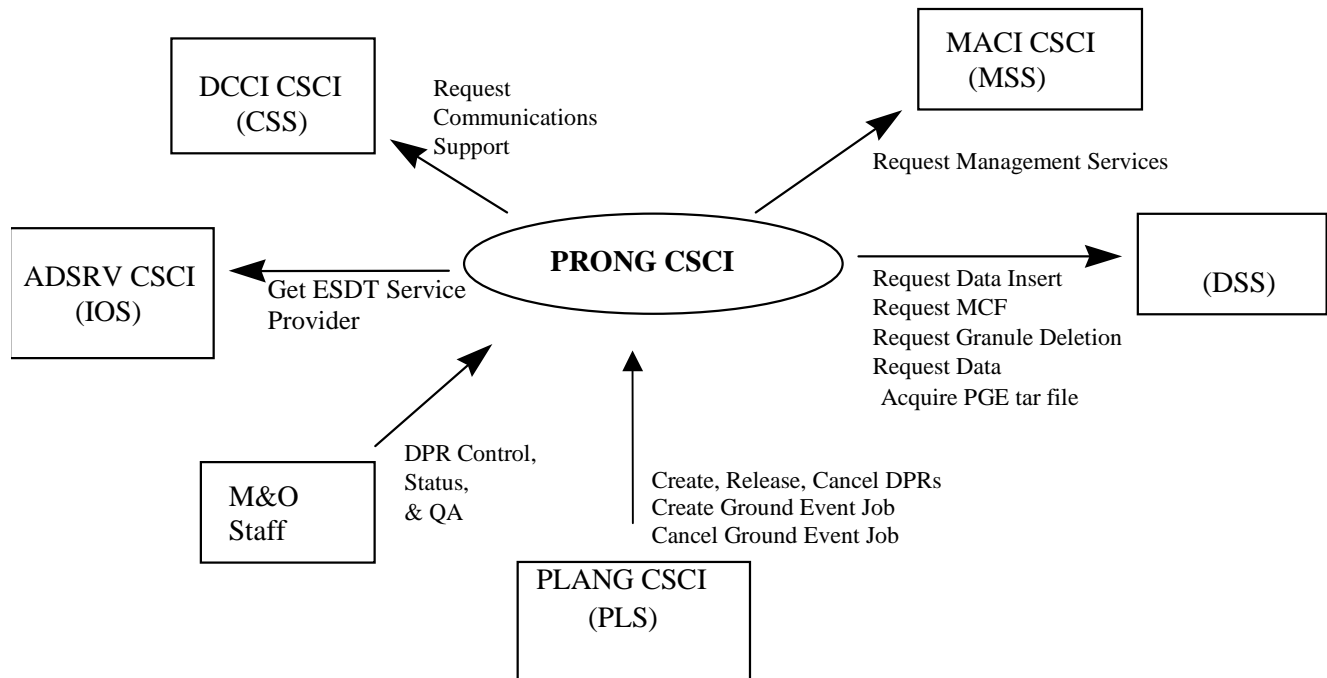 DCCI CSCI
(CSS)
Request
Communications
Support
MACI CSCI
(MSS)
Request Management Services
ADSRV CSCI
(IOS)
Get ESDT Service
Provider
PRONG CSCI
Request Data Insert
Request MCF
Request Granule Deletion
Request Data
Acquire PGE tar file
(DSS)
M&O
Staff
DPR Control,
Status,
& QA
Create, Release, Cancel DPRs
Create Ground Event Job
Cancel Ground Event Job
PLANG CSCI
(PLS)